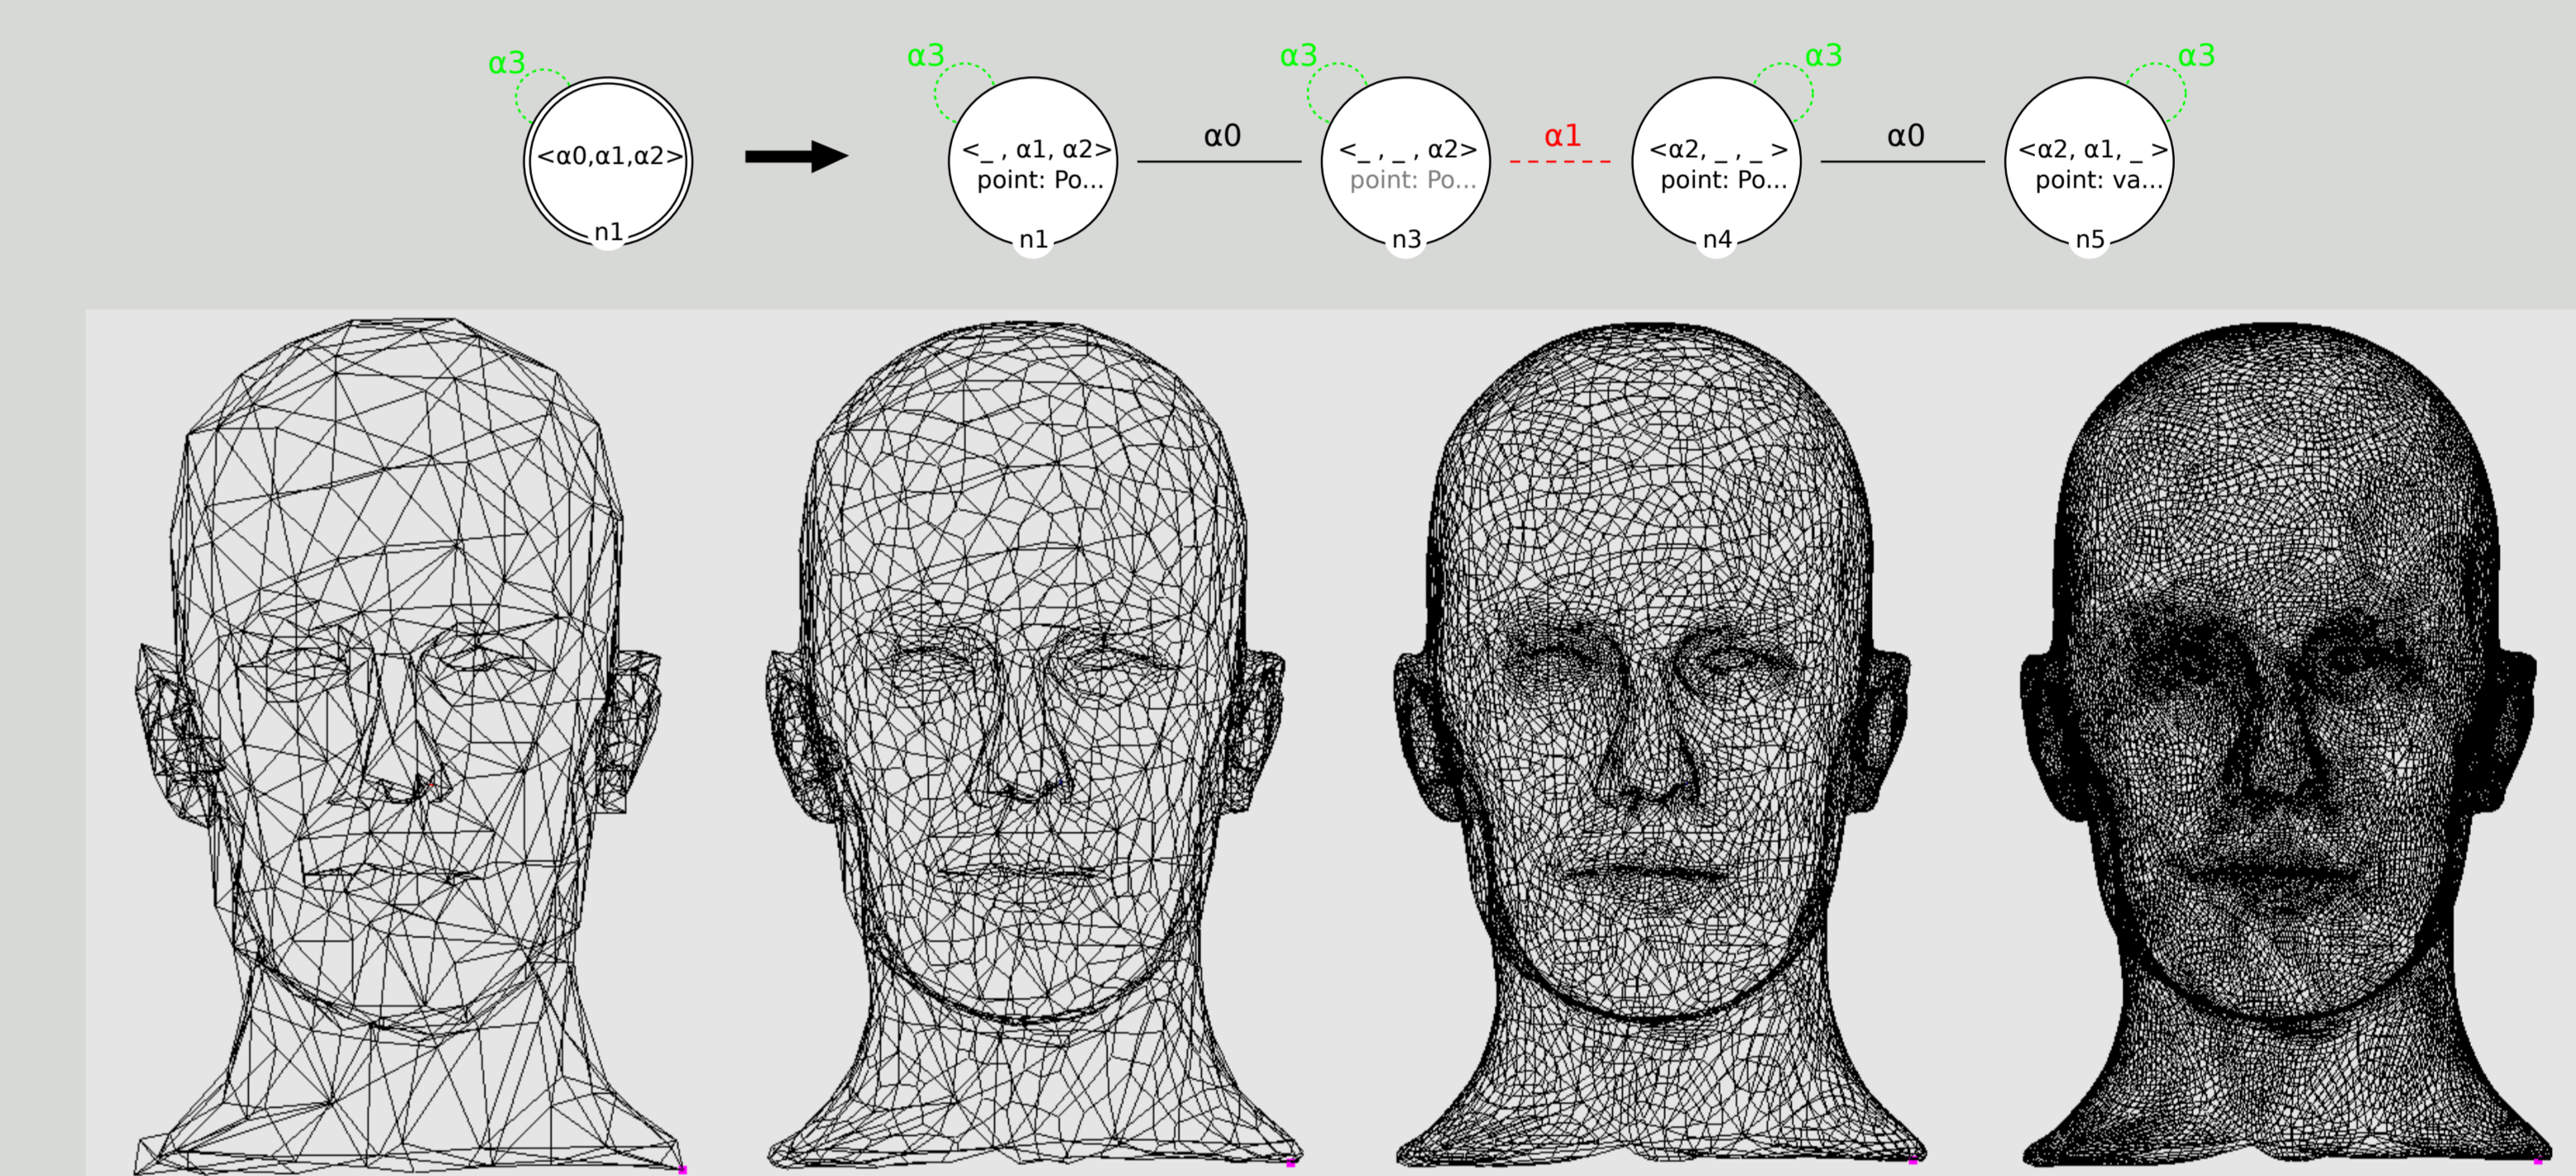 α3
<α0,α1,α2>
n1
α3
<_ , α1, α2>
point: Po...
n1
α0
α3
<_ , _ , α2>
point: Po...
n3
α1
α3
<α2, _ , _ >
point: Po...
n4
α0
α3
<α2, α1, _ >
point: va...
n5